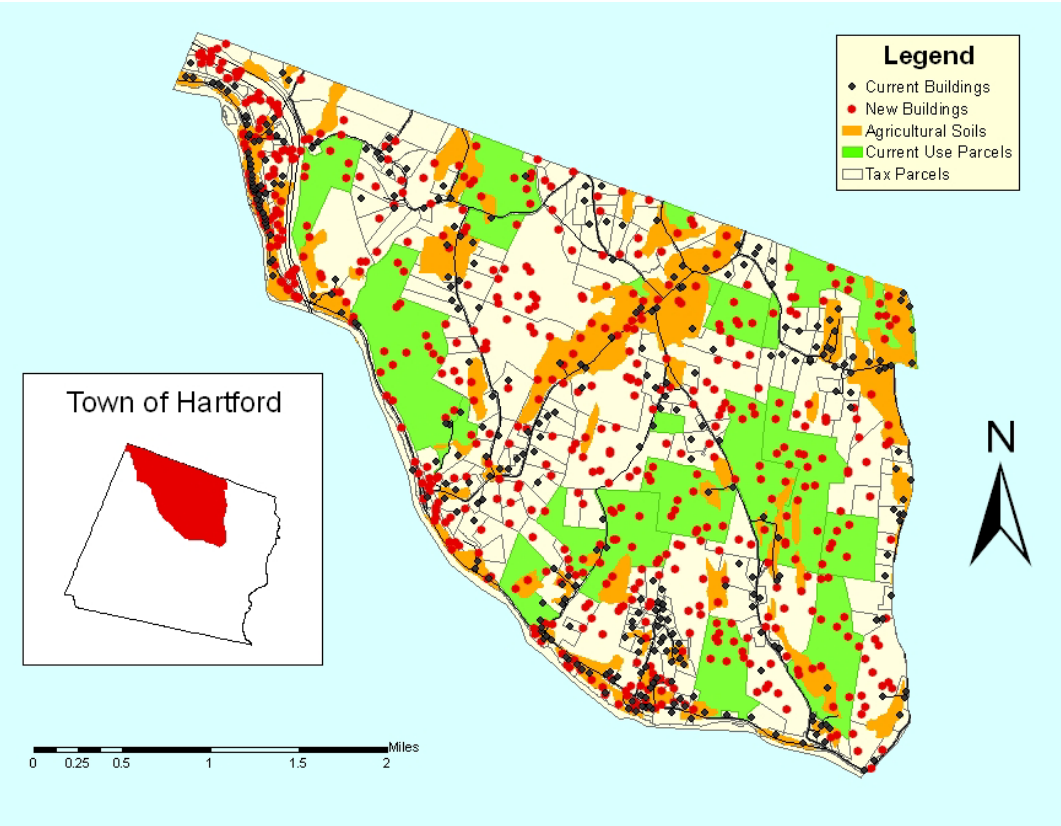 Legend
Current Buildings
New Buildings
Agricultural Soils
Current Use Parcels
Tax Parcels
Town of Hartford
N
Miles
0 0.25 0.5 1 1.5 2